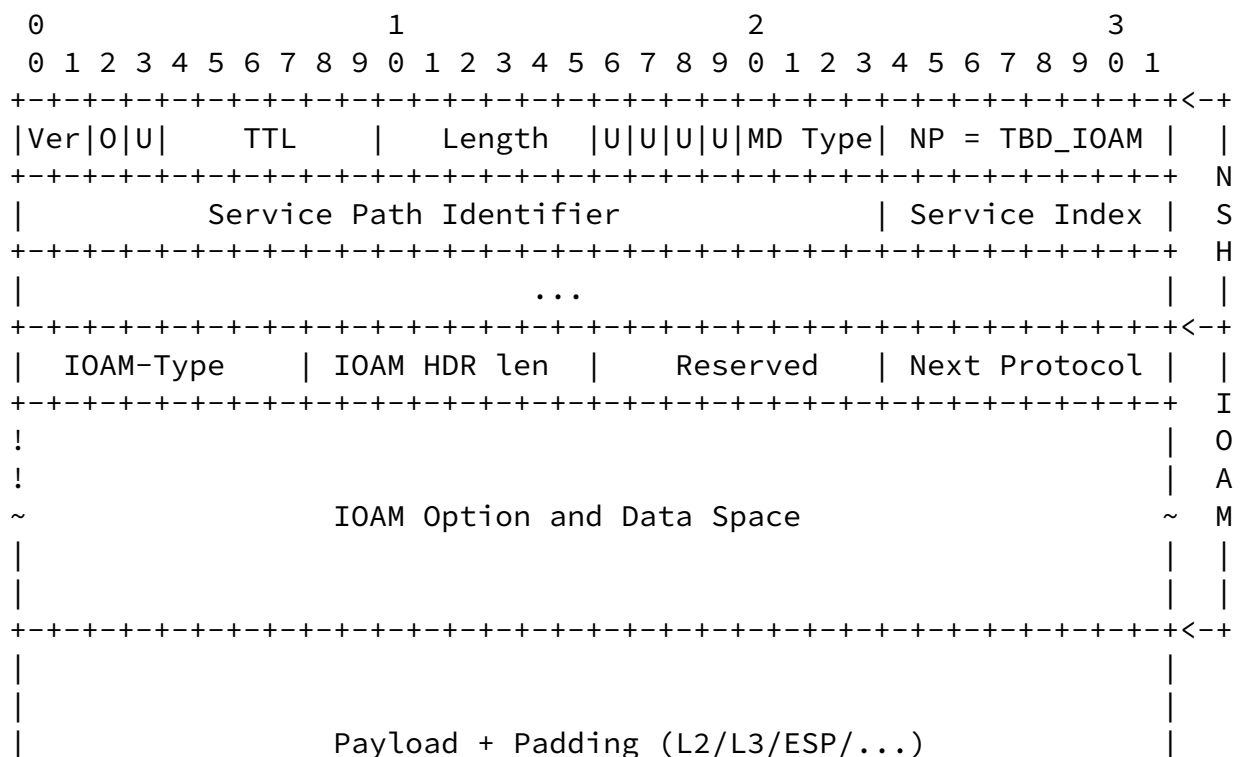 0                   1                   2                   3
 0 1 2 3 4 5 6 7 8 9 0 1 2 3 4 5 6 7 8 9 0 1 2 3 4 5 6 7 8 9 0 1
+-+-+-+-+-+-+-+-+-+-+-+-+-+-+-+-+-+-+-+-+-+-+-+-+-+-+-+-+-+-+-+-+<-+
|Ver|O|U|    TTL    |   Length  |U|U|U|U|MD Type| NP = TBD_IOAM |  |
+-+-+-+-+-+-+-+-+-+-+-+-+-+-+-+-+-+-+-+-+-+-+-+-+-+-+-+-+-+-+-+-+  N
|          Service Path Identifier              | Service Index |  S
+-+-+-+-+-+-+-+-+-+-+-+-+-+-+-+-+-+-+-+-+-+-+-+-+-+-+-+-+-+-+-+-+  H
|                            ...                                |  |
+-+-+-+-+-+-+-+-+-+-+-+-+-+-+-+-+-+-+-+-+-+-+-+-+-+-+-+-+-+-+-+-+<-+
|  IOAM-Type    | IOAM HDR len  |    Reserved   | Next Protocol |  |
+-+-+-+-+-+-+-+-+-+-+-+-+-+-+-+-+-+-+-+-+-+-+-+-+-+-+-+-+-+-+-+-+  I
!                                                               |  O
!                                                               |  A
~                 IOAM Option and Data Space                    ~  M
|                                                               |  |
|                                                               |  |
+-+-+-+-+-+-+-+-+-+-+-+-+-+-+-+-+-+-+-+-+-+-+-+-+-+-+-+-+-+-+-+-+<-+
|                                                               |
|                                                               |
|                 Payload + Padding (L2/L3/ESP/...)             |